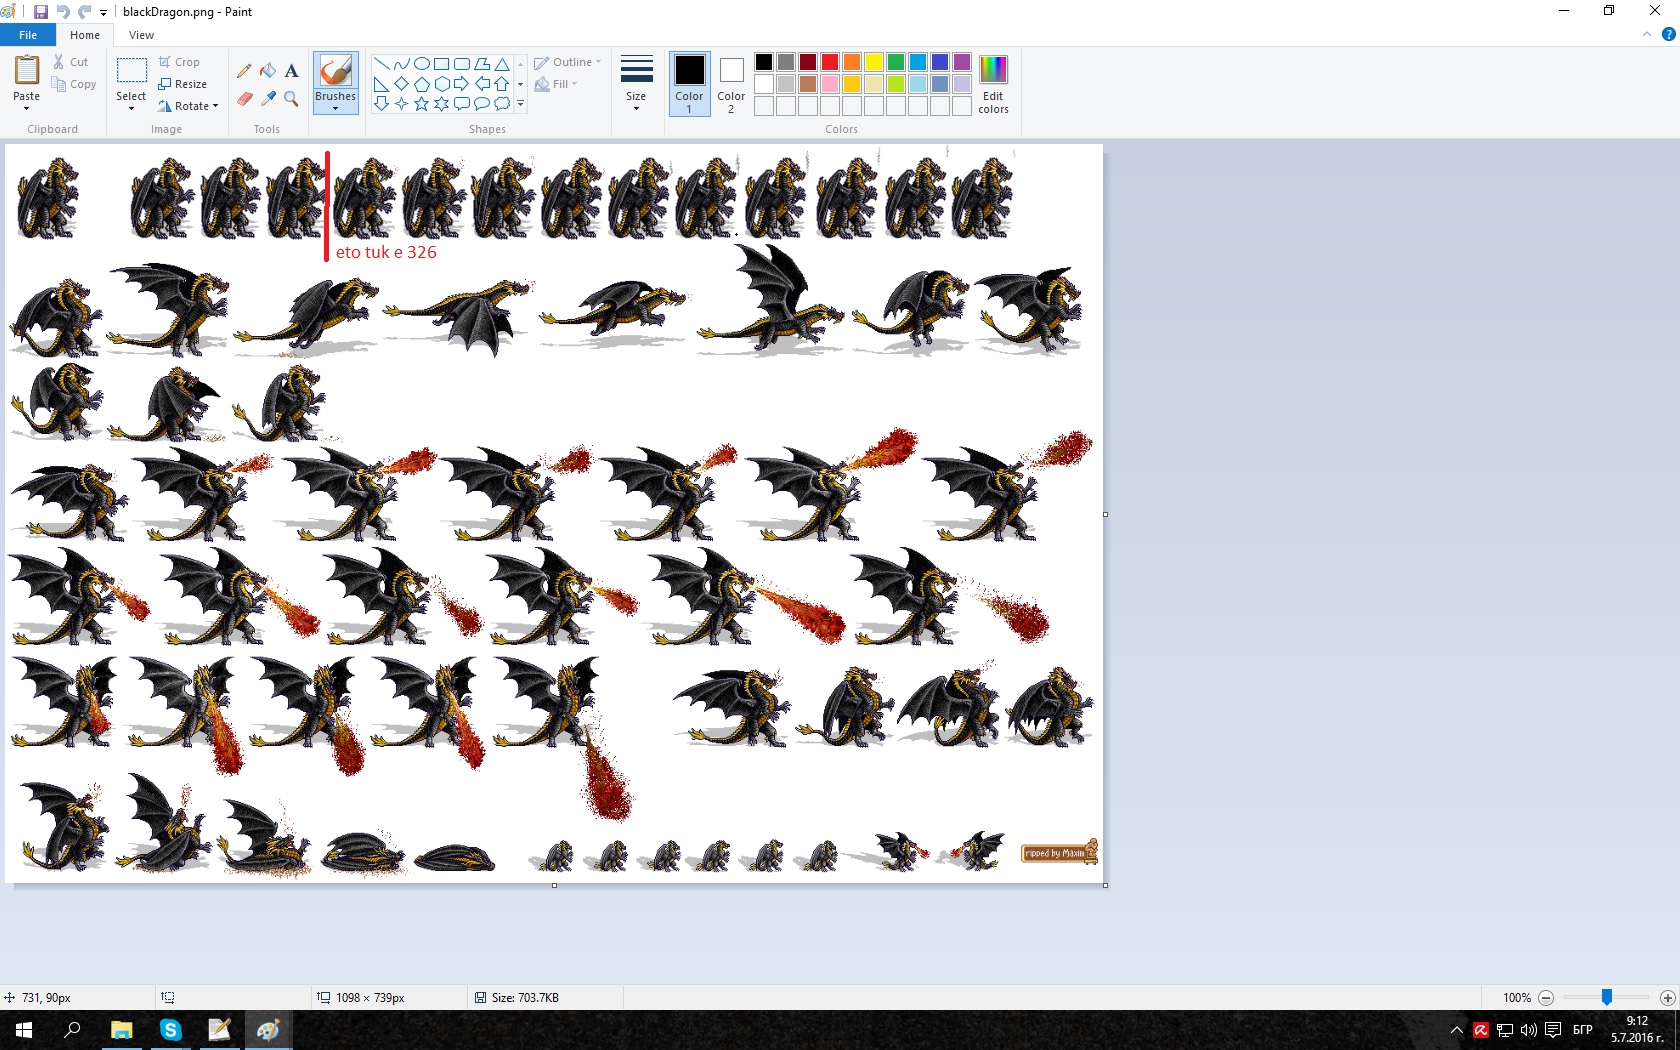 blackDragon.png - Paint
File Home View
Paste
Cut
Copy
Clipboard
Select
Crop
Resize
Rotate
Image
A
Tools
Brushes
Shapes
Outline
Fill
Size
Color 1
Color 2
Colors
Edit colors
eto tuk e 326
ripped by Maxim
731, 90px
1098 × 739px
Size: 703.7KB
100%
БГР
9:12
5.7.2016 г.